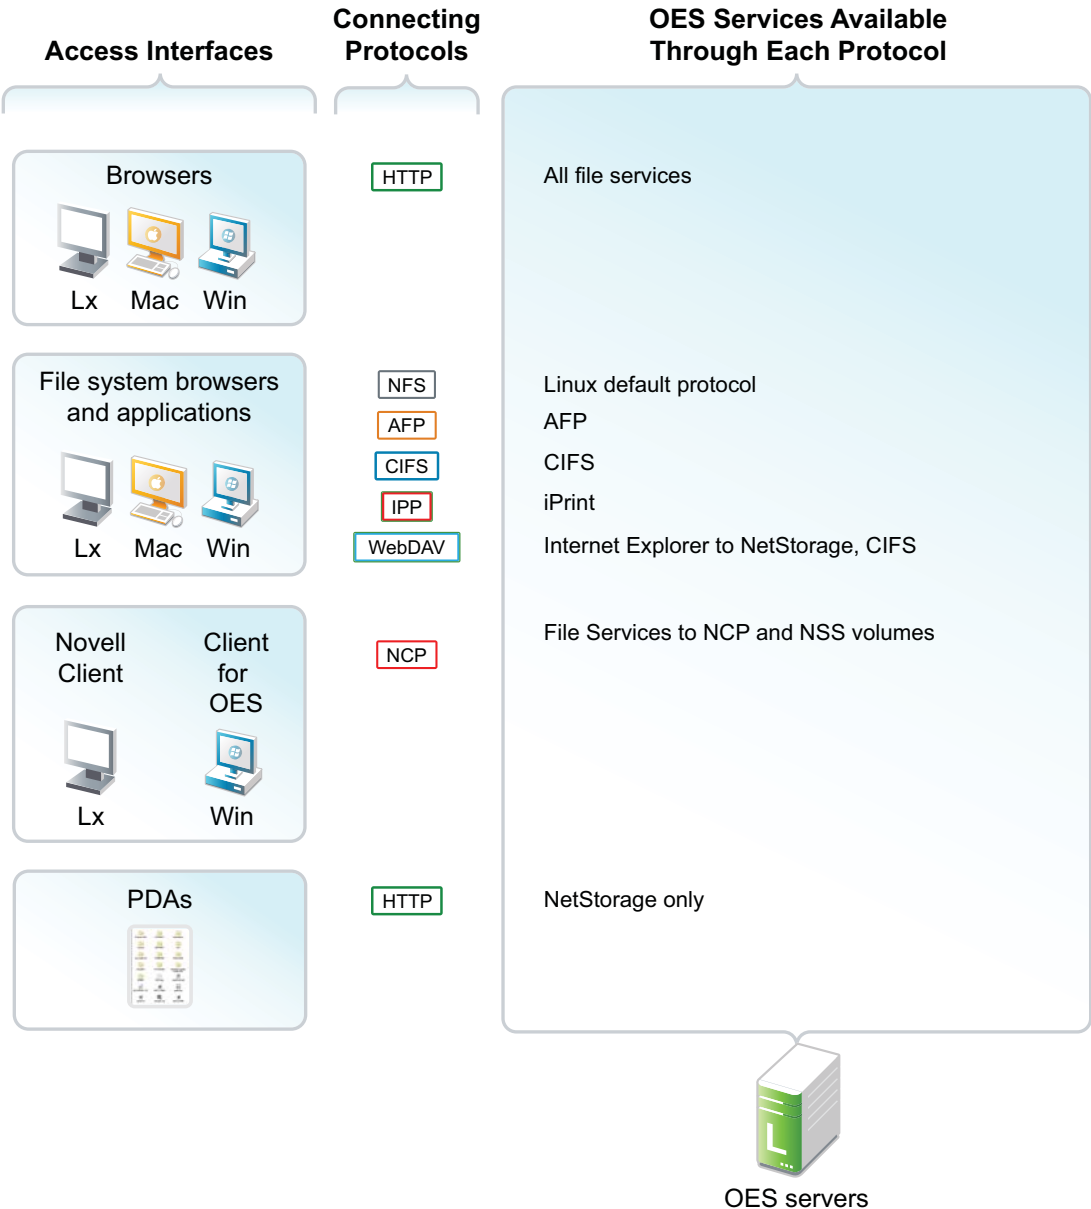 Access Interfaces
Connecting
Protocols
OES Services Available
Through Each Protocol
Browsers
Lx Mac Win
HTTP
All file services
File system browsers
and applications
Lx Mac Win
NFS
Linux default protocol
AFP
AFP
CIFS
CIFS
IPP
iPrint
WebDAV
Internet Explorer to NetStorage, CIFS
Novell
Client
Client
for
OES
Lx
Win
NCP
File Services to NCP and NSS volumes
PDAs
HTTP
NetStorage only
L
OES servers